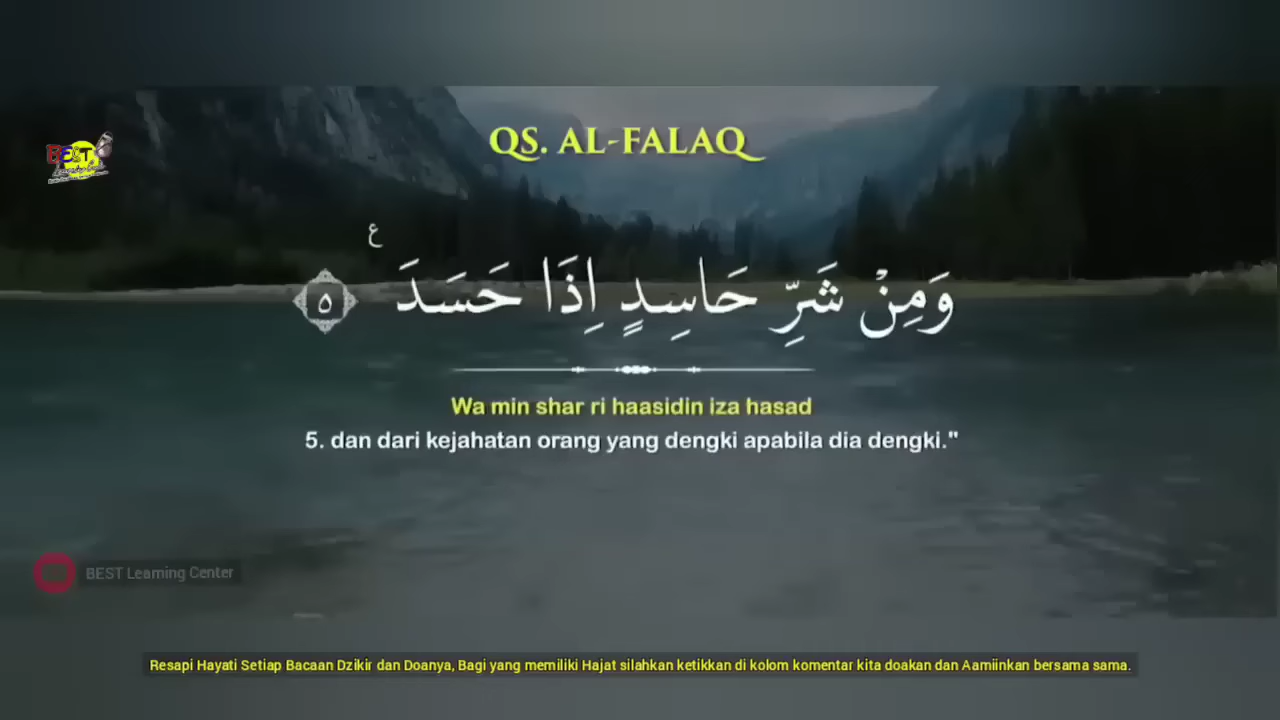 QS. AL-FALAQ
BEST
وَمِنْ شَرِّ حَاسِدٍ اِذَا حَسَدَ ࣖ ٥
Wa min shar ri haasidin iza hasad
5. dan dari kejahatan orang yang dengki apabila dia dengki."
BEST Learning Center
Resapi Hayati Setiap Bacaan Dzikir dan Doanya, Bagi yang memiliki Hajat silahkan ketikkan di kolom komentar kita doakan dan Aamiinkan bersama sama.